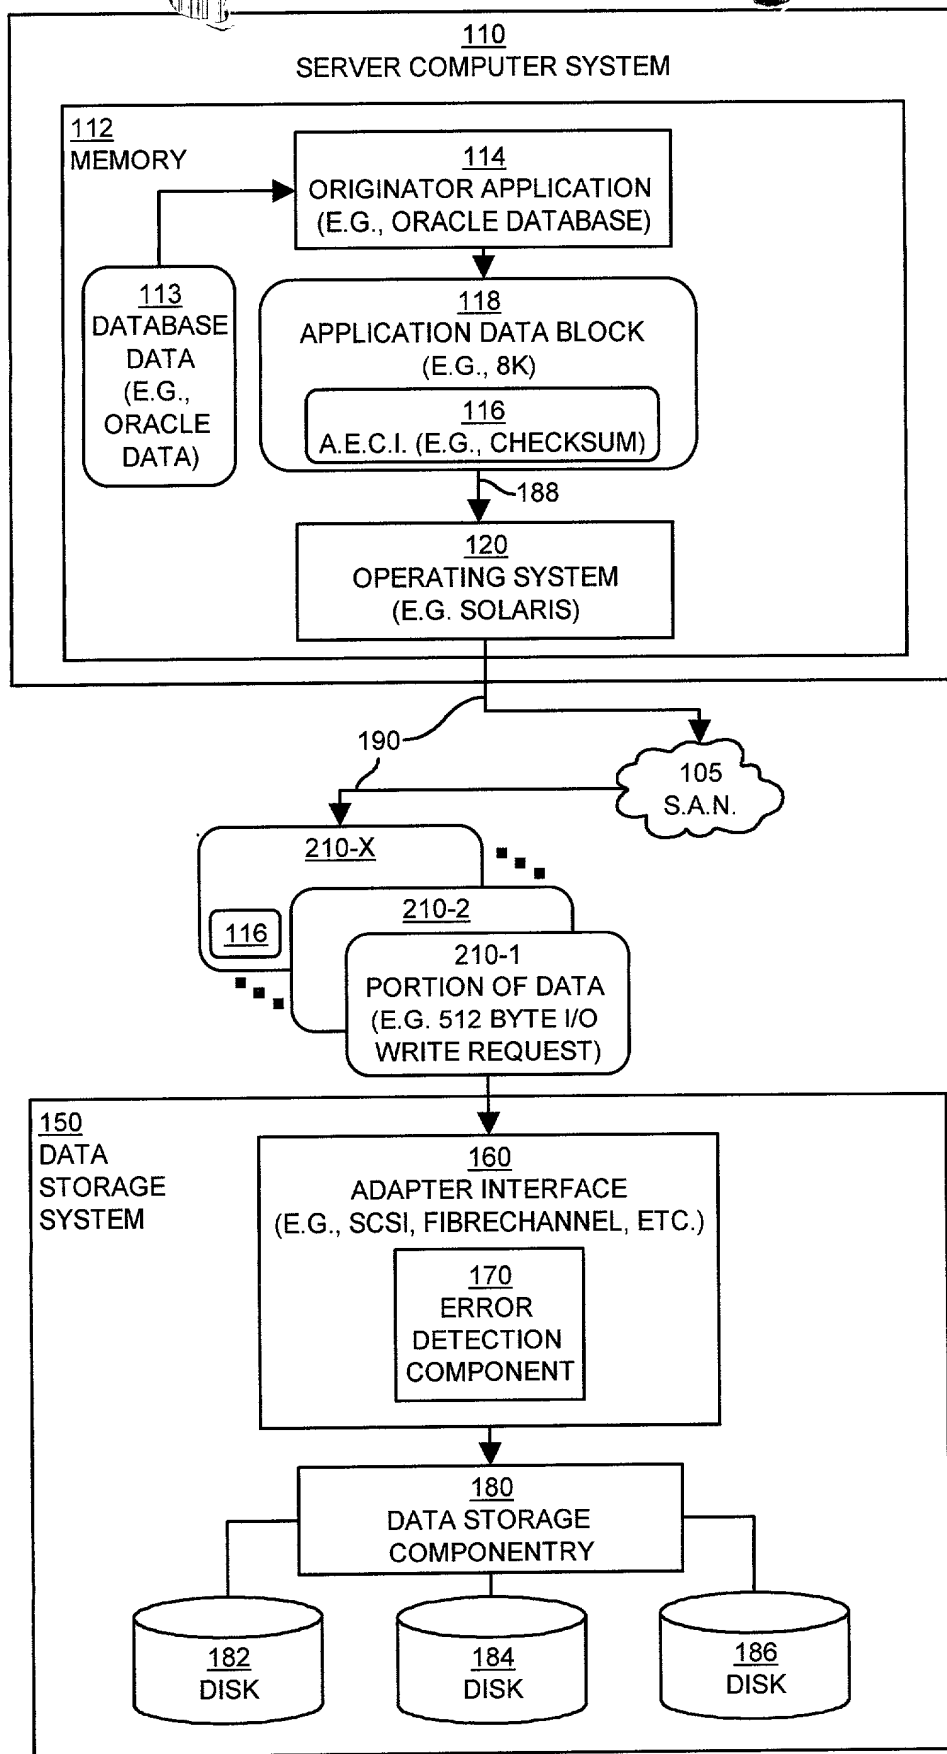 110
SERVER COMPUTER SYSTEM
112
MEMORY
114
ORIGINATOR APPLICATION
(E.G., ORACLE DATABASE)
113
DATABASE
DATA
(E.G.,
ORACLE
DATA)
118
APPLICATION DATA BLOCK
(E.G., 8K)
116
A.E.C.I. (E.G., CHECKSUM)
188
120
OPERATING SYSTEM
(E.G. SOLARIS)
190
105
S.A.N.
210-X
116
210-2
210-1
PORTION OF DATA
(E.G. 512 BYTE I/O
WRITE REQUEST)
150
DATA
STORAGE
SYSTEM
160
ADAPTER INTERFACE
(E.G., SCSI, FIBRECHANNEL, ETC.)
170
ERROR
DETECTION
COMPONENT
180
DATA STORAGE
COMPONENTRY
182
DISK
184
DISK
186
DISK